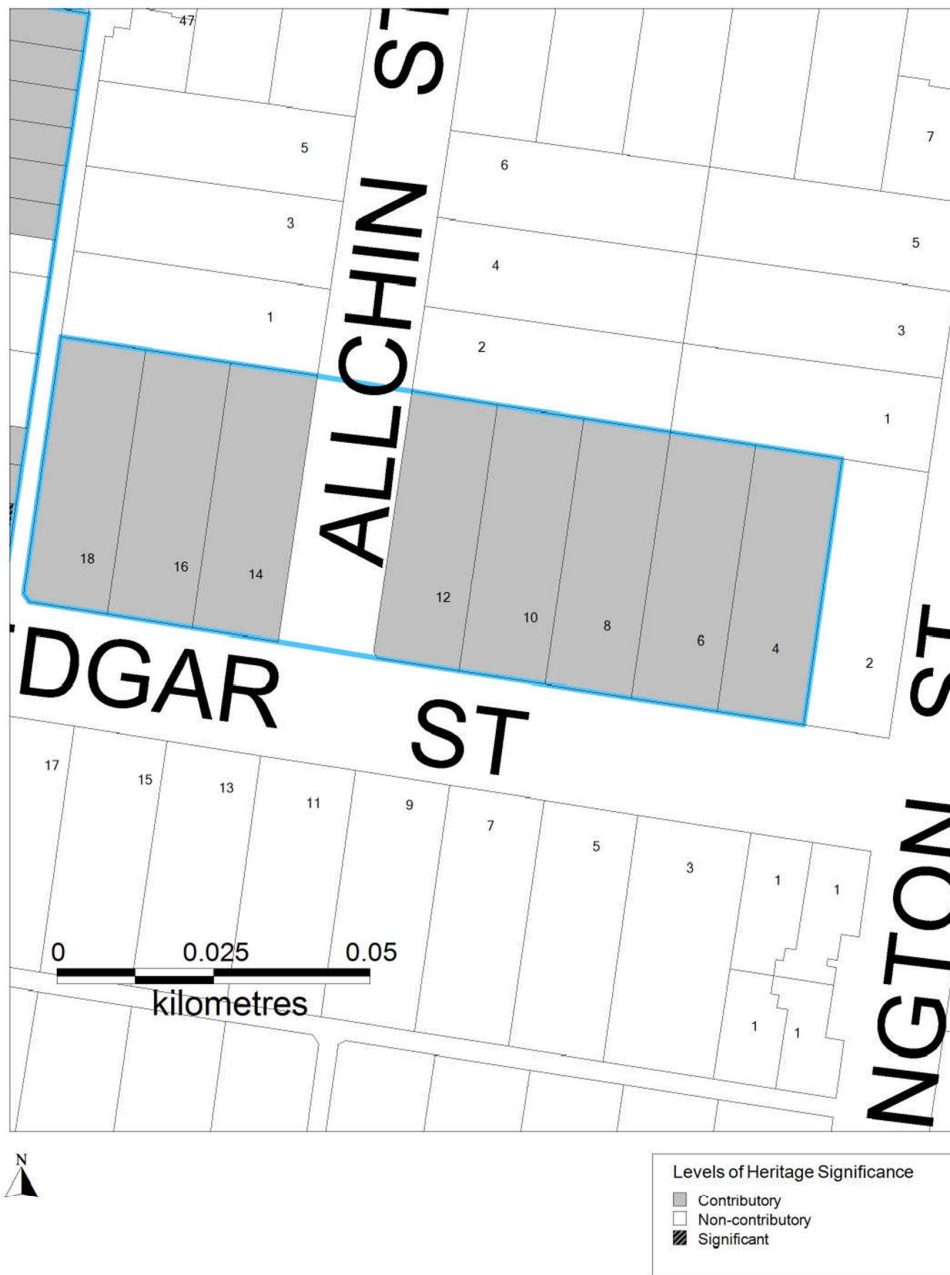 47
ALLCHIN ST
5
3
1
6
4
2
7
5
3
1
18
16
14
12
10
8
6
4
2
DGAR ST
ST
NGTON
17
15
13
11
9
7
5
3
1
1
1
1
0 0.025 0.05
kilometres
N
Levels of Heritage Significance
Contributory
Non-contributory
Significant